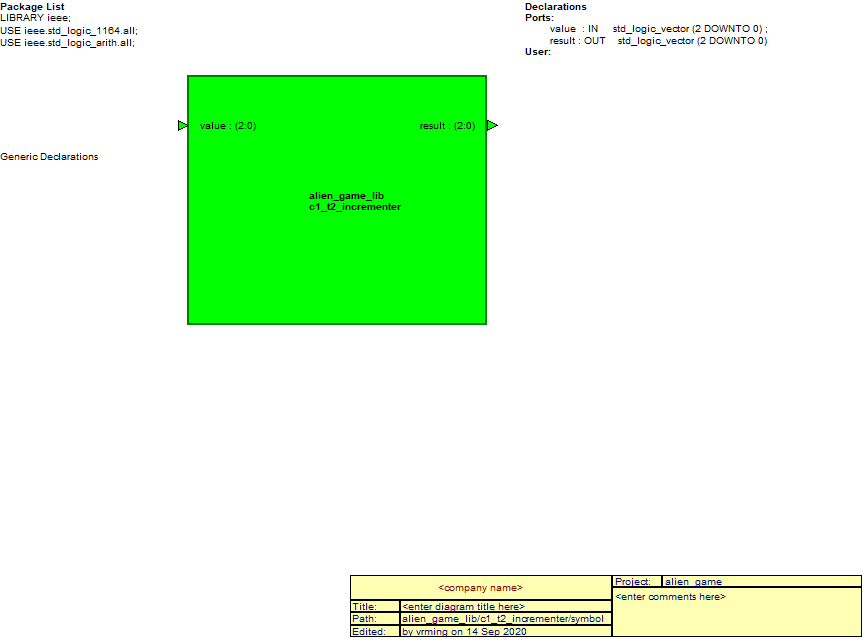 Package List
LIBRARY ieee;
USE ieee.std_logic_1164.all;
USE ieee.std_logic_arith.all;
Declarations
Ports:
value : IN std_logic_vector (2 DOWNTO 0) ;
result : OUT std_logic_vector (2 DOWNTO 0)
User:
value : (2:0)
result : (2:0)
Generic Declarations
alien_game_lib
c1_t2_incrementer
<company name>
Title: <enter diagram title here>
Path: alien_game_lib/c1_t2_incrementer/symbol
Edited: by vrming on 14 Sep 2020
Project: alien_game
<enter comments here>